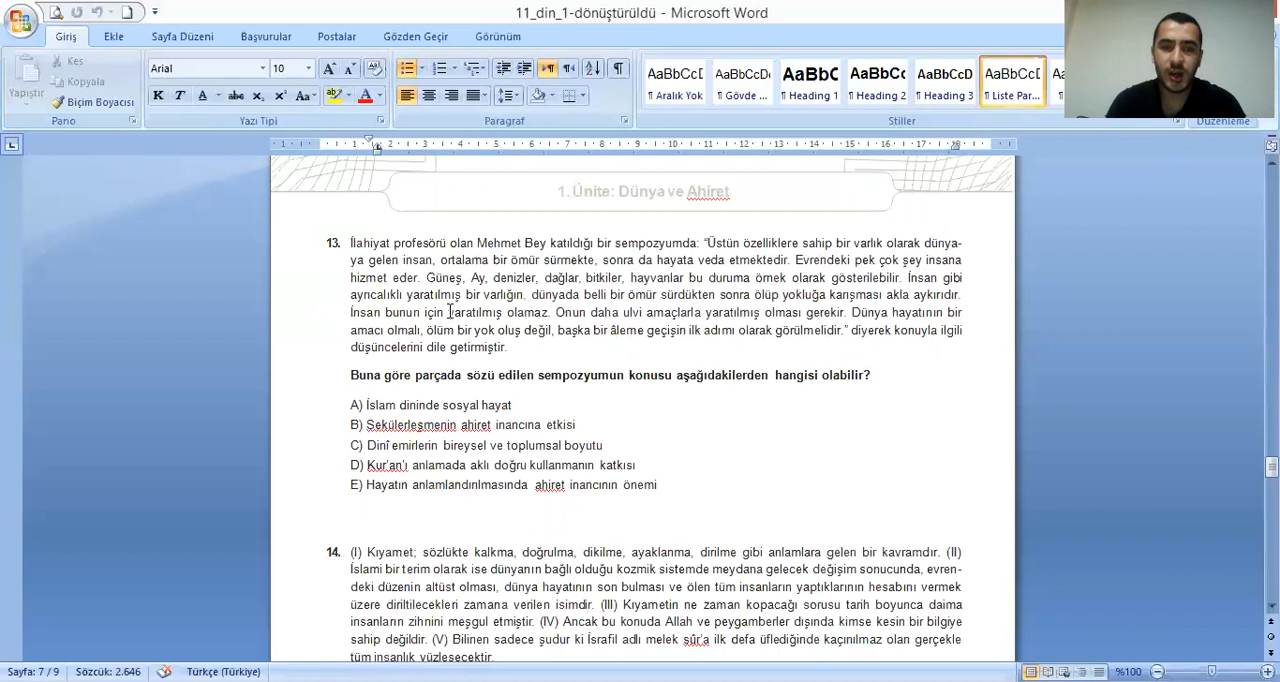 11_din_1-dönüştürüldü - Microsoft Word
Giriş Ekle Sayfa Düzeni Başvurular Postalar Gözden Geçir Görünüm
Yapıştır
Kes
Kopyala
Biçim Boyacısı
Arial 10
AaBbCcD AaBbCcDc AaBbC AaBbCc AaBbCcD AaBbCcD
¶ Aralık Yok ¶ Gövde ... ¶ Heading 1 ¶ Heading 2 ¶ Heading 3 ¶ Liste Par...
Pano Yazı Tipi Paragraf Stiller Düzenleme
1. Ünite: Dünya ve Ahiret
13. İlahiyat profesörü olan Mehmet Bey katıldığı bir sempozyumda: “Üstün özelliklere sahip bir varlık olarak dünya-
ya gelen insan, ortalama bir ömür sürmekte, sonra da hayata veda etmektedir. Evrendeki pek çok şey insana
hizmet eder. Güneş, Ay, denizler, dağlar, bitkiler, hayvanlar bu duruma örnek olarak gösterilebilir. İnsan gibi
ayrıcalıklı yaratılmış bir varlığın, dünyada belli bir ömür sürdükten sonra ölüp yokluğa karışması akla aykırıdır.
İnsan bunun için yaratılmış olamaz. Onun daha ulvi amaçlarla yaratılmış olması gerekir. Dünya hayatının bir
amacı olmalı, ölüm bir yok oluş değil, başka bir âleme geçişin ilk adımı olarak görülmelidir.” diyerek konuyla ilgili
düşüncelerini dile getirmiştir.
Buna göre parçada sözü edilen sempozyumun konusu aşağıdakilerden hangisi olabilir?
A) İslam dininde sosyal hayat
B) Sekülerleşmenin ahiret inancına etkisi
C) Dinî emirlerin bireysel ve toplumsal boyutu
D) Kur’an’ı anlamada aklı doğru kullanmanın katkısı
E) Hayatın anlamlandırılmasında ahiret inancının önemi
14. (I) Kıyamet; sözlükte kalkma, doğrulma, dikilme, ayaklanma, dirilme gibi anlamlara gelen bir kavramdır. (II)
İslami bir terim olarak ise dünyanın bağlı olduğu kozmik sistemde meydana gelecek değişim sonucunda, evren-
deki düzenin altüst olması, dünya hayatının son bulması ve ölen tüm insanların yaptıklarının hesabını vermek
üzere diriltilecekleri zamana verilen isimdir. (III) Kıyametin ne zaman kopacağı sorusu tarih boyunca daima
insanların zihnini meşgul etmiştir. (IV) Ancak bu konuda Allah ve peygamberler dışında kimse kesin bir bilgiye
sahip değildir. (V) Bilinen sadece şudur ki İsrafil adlı melek sûr’a ilk defa üflediğinde kaçınılmaz olan gerçekle
tüm insanlık yüzleşecektir.
Sayfa: 7 / 9 Sözcük: 2.646 Türkçe (Türkiye) %100